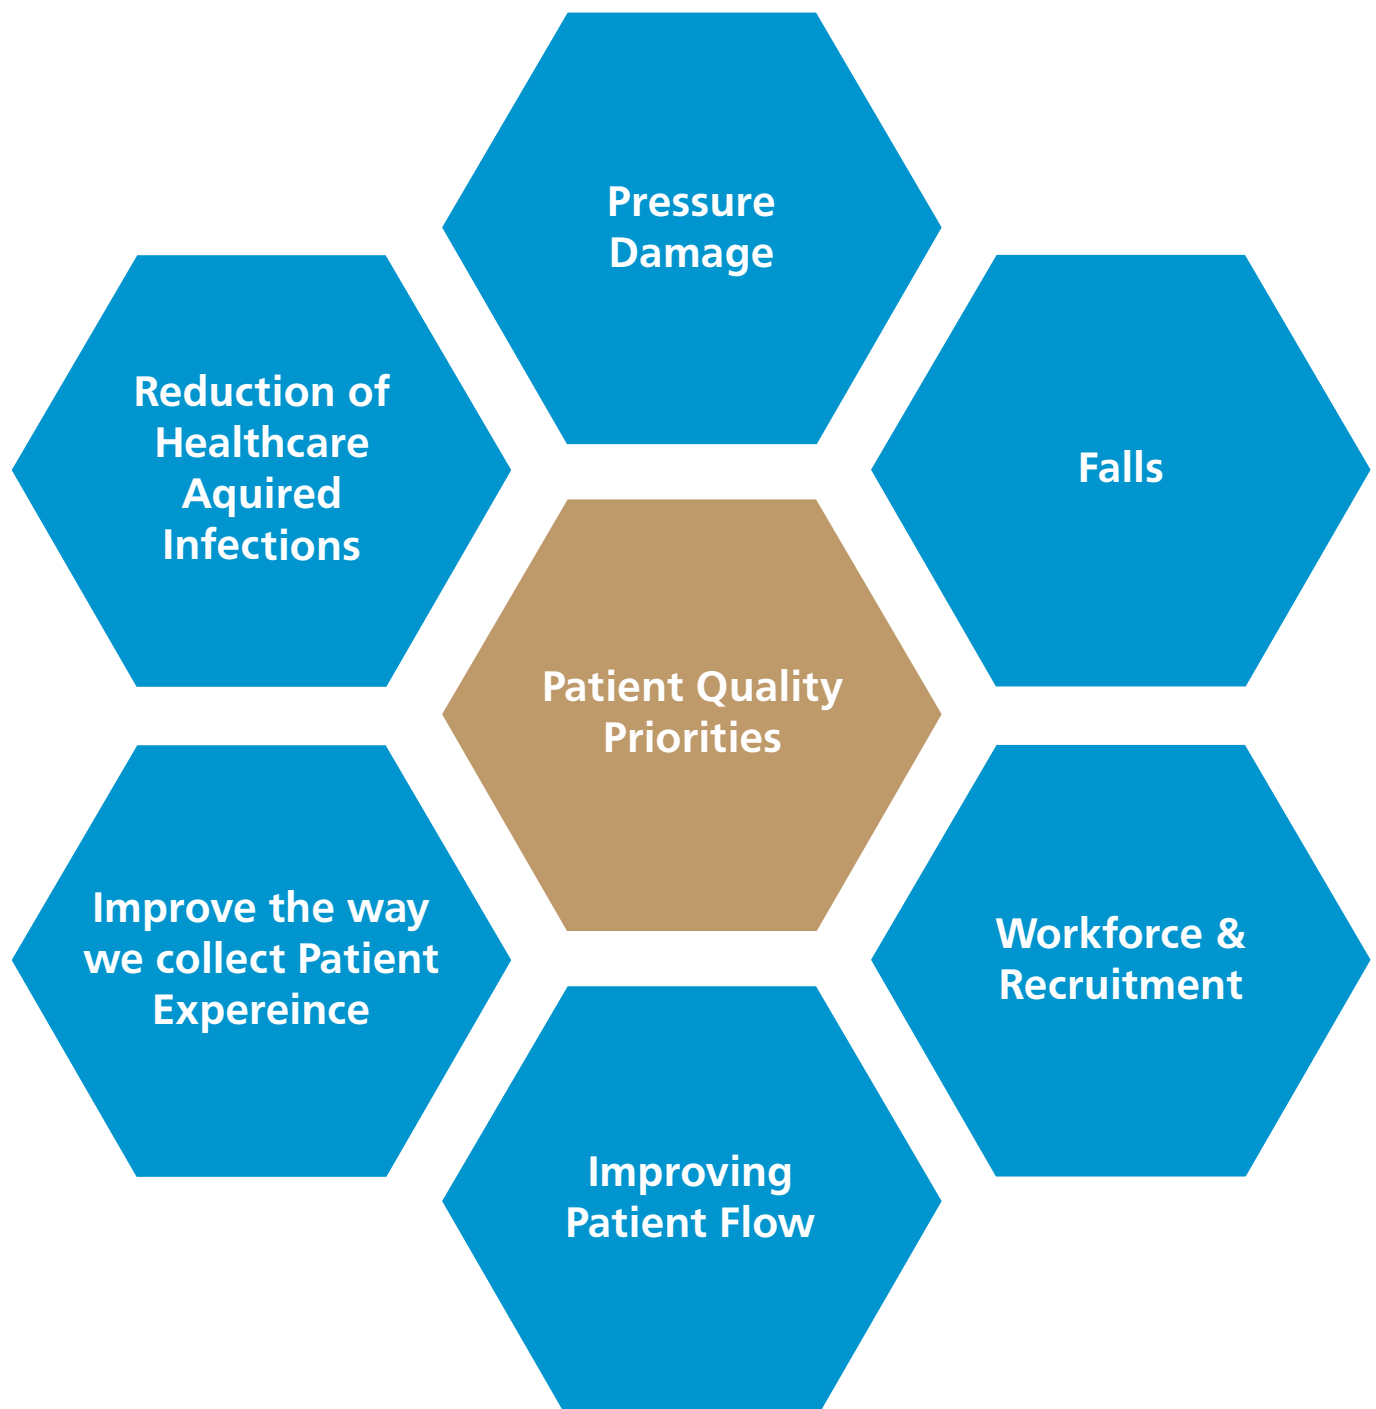 Pressure
Damage
Reduction of
Healthcare
Aquired
Infections
Falls
Patient Quality
Priorities
Improve the way
we collect Patient
Expereince
Workforce &
Recruitment
Improving
Patient Flow